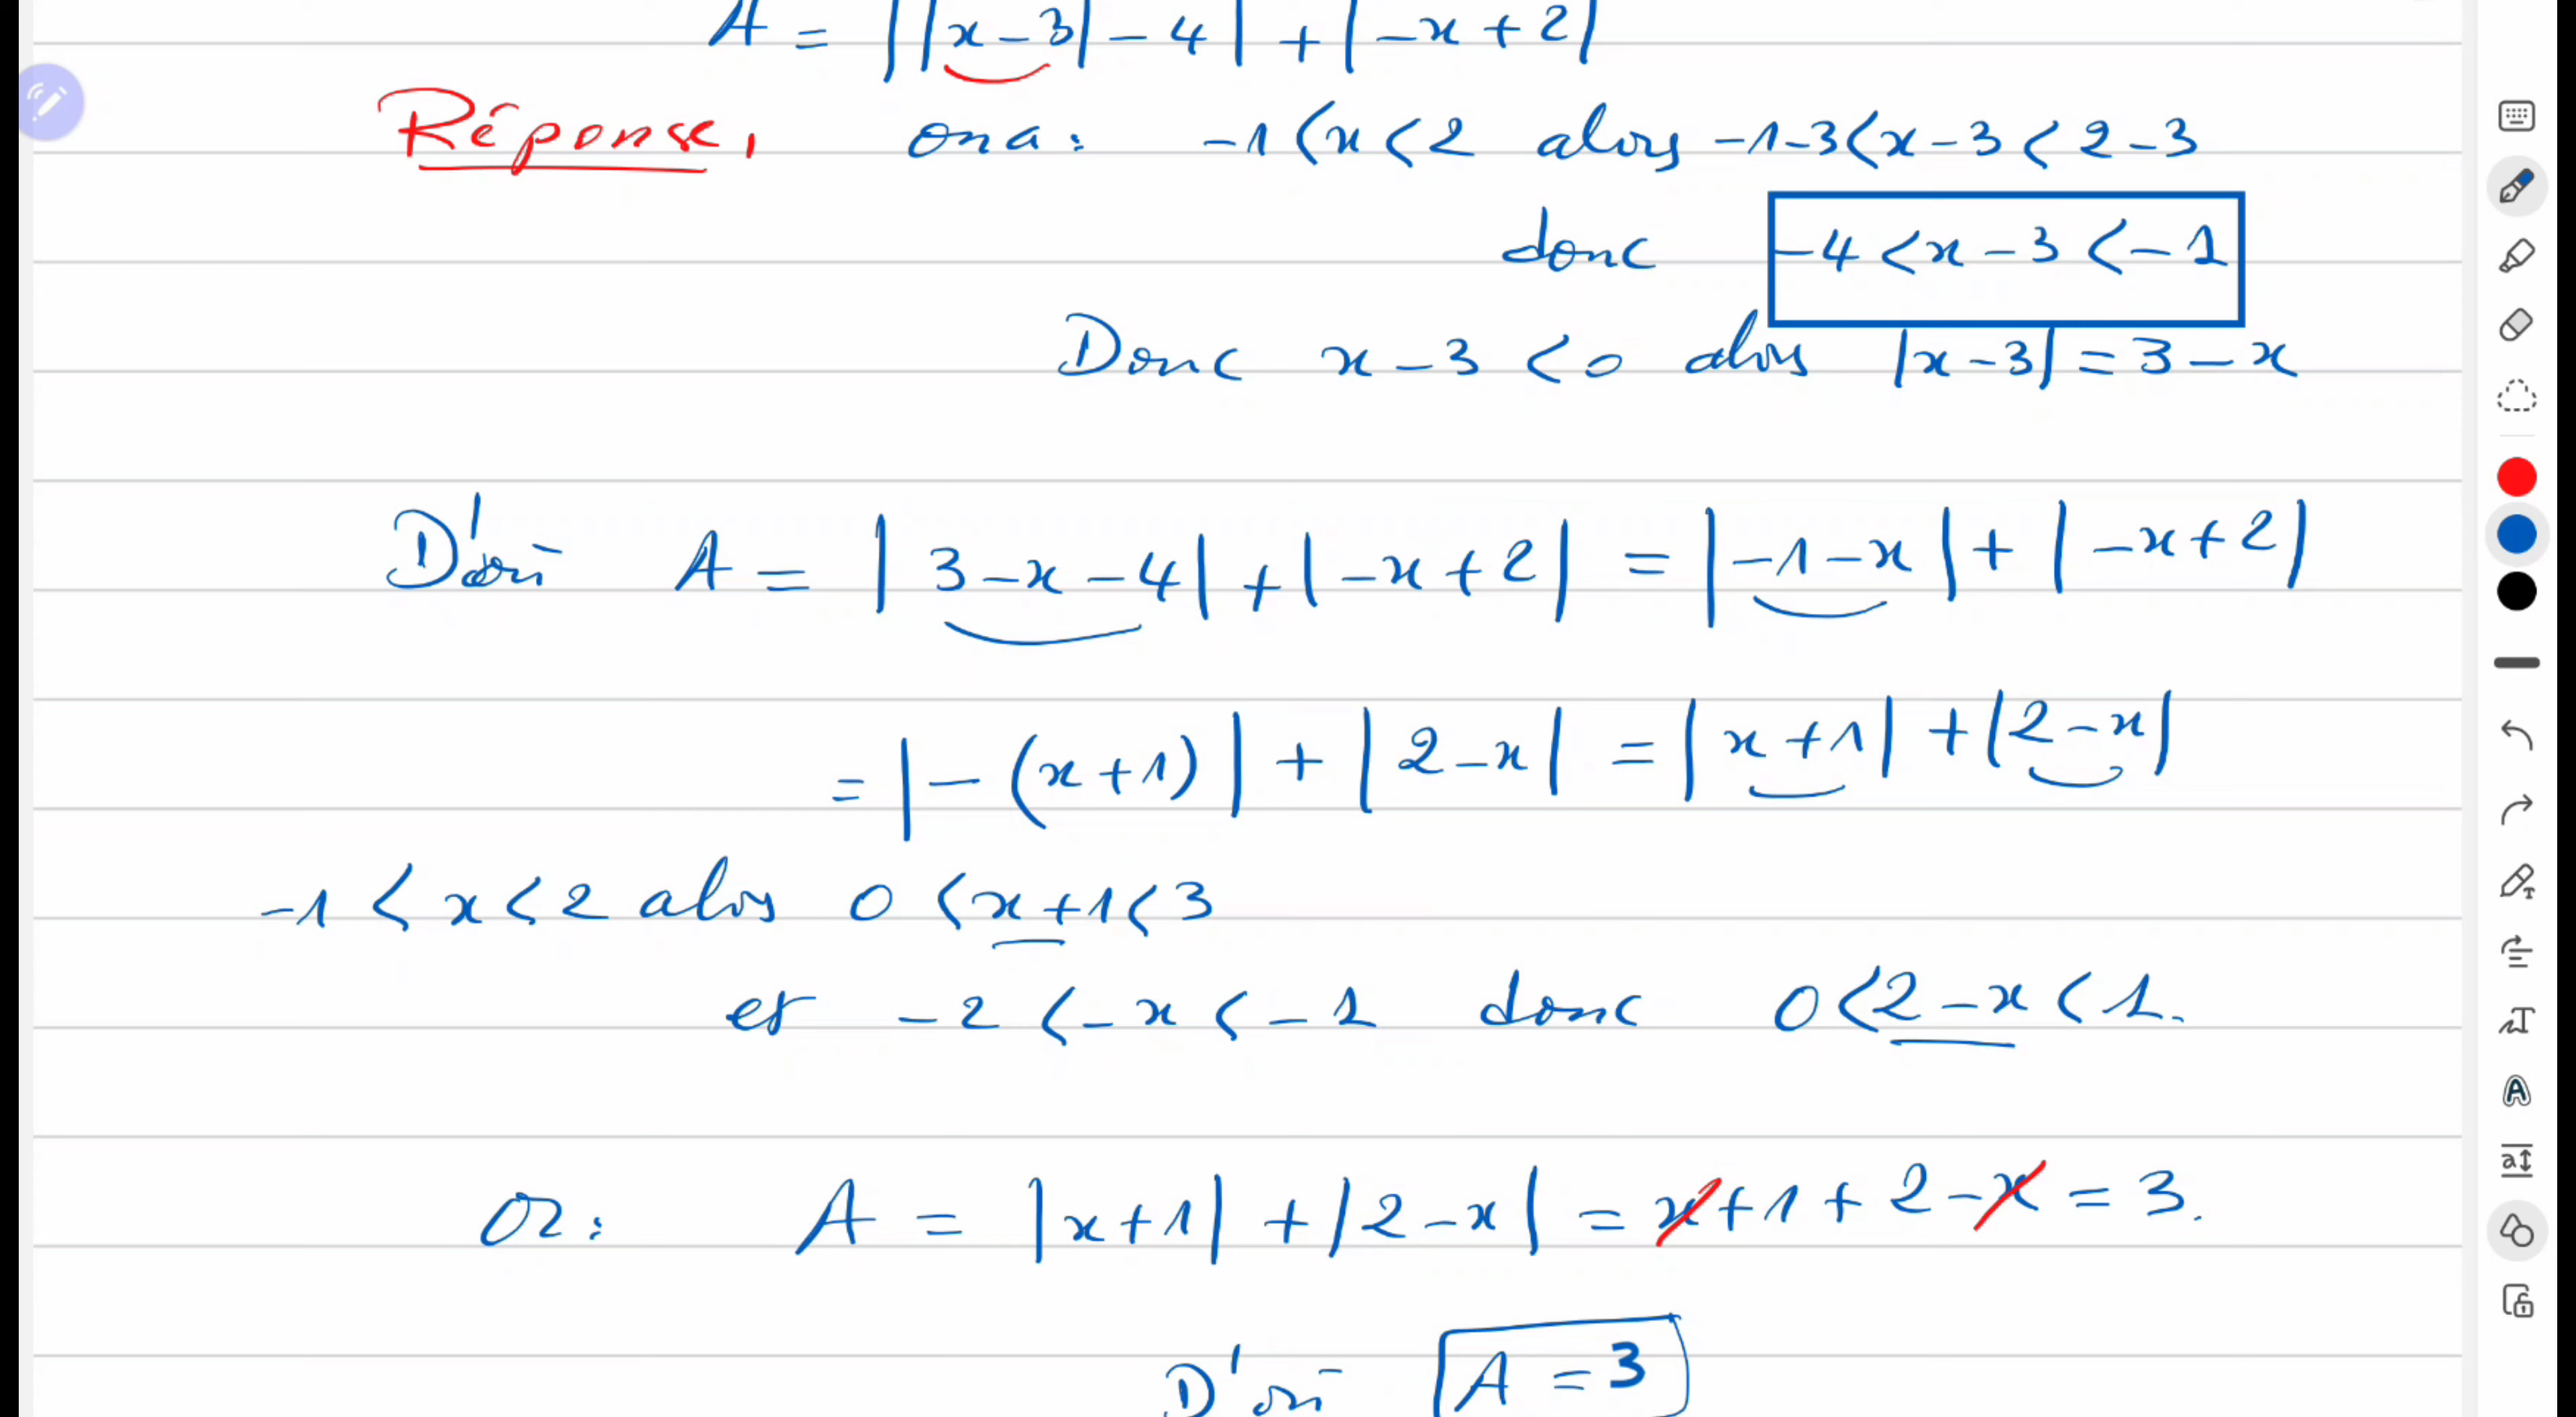 A = ||x-3|-4| + |-x+2|
Réponse, on a: -1<x<2 alors -1-3<x-3<2-3
donc -4<x-3<-1
Donc x-3<0 alors |x-3|=3-x
D'où A = |3-x-4|+|-x+2| = |-1-x|+|-x+2|
= |-(x+1)| + |2-x| = |x+1| + |2-x|
-1<x<2 alors 0<x+1<3
et -2<-x<-1 donc 0<2-x<1.
Or: A = |x+1| + |2-x| = x+1+2-x = 3.
D'où A = 3